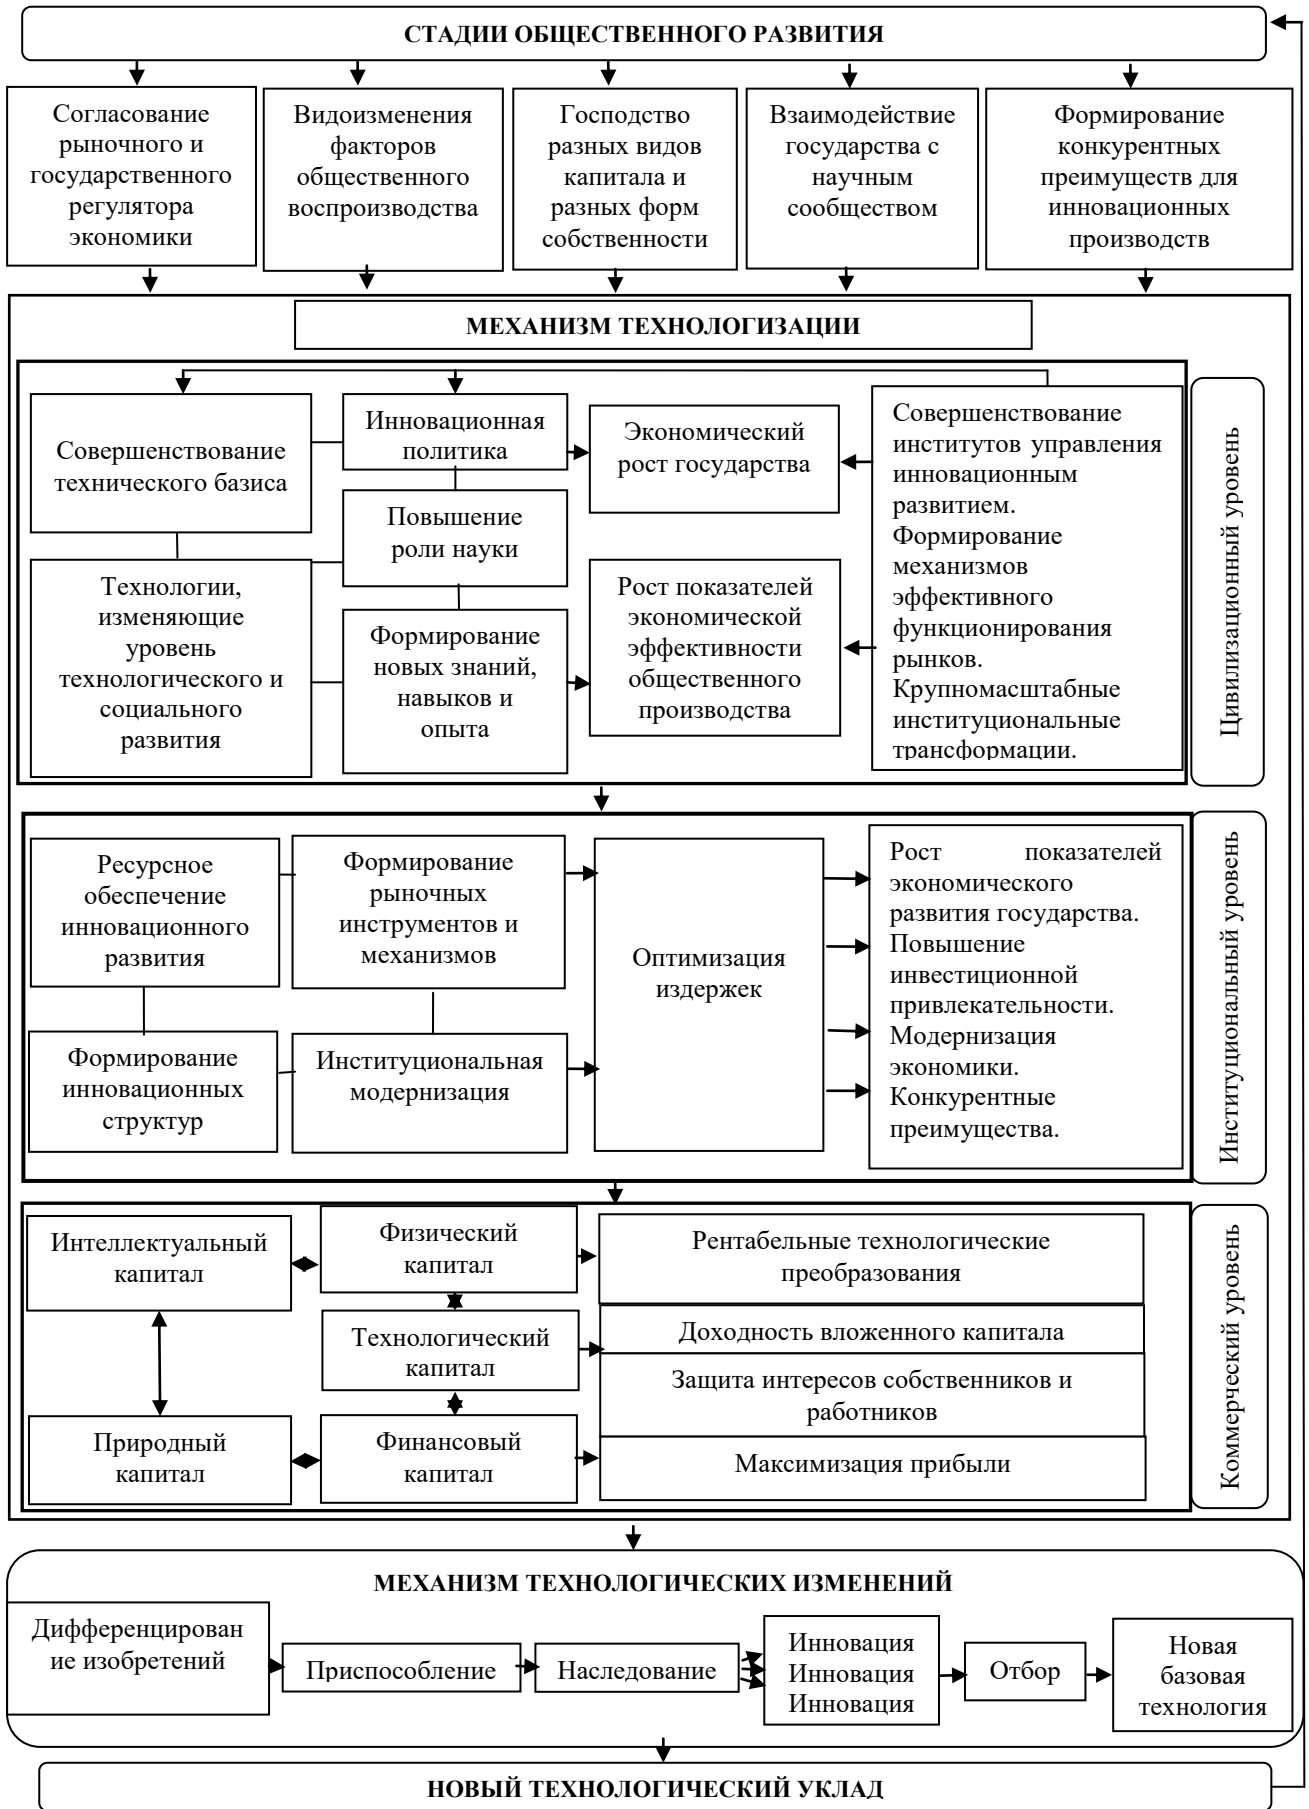 СТАДИИ ОБЩЕСТВЕННОГО РАЗВИТИЯ
Согласование
рыночного и
государственного
регулятора
экономики
Видоизменения
факторов
общественного
воспроизводства
Господство
разных видов
капитала и
разных форм
собственности
Взаимодействие
государства с
научным
сообществом
Формирование
конкурентных
преимуществ для
инновационных
производств
МЕХАНИЗМ ТЕХНОЛОГИЗАЦИИ
Совершенствование
технического базиса
Инновационная
политика
Экономический
рост государства
Совершенствование
институтов управления
инновационным
развитием.
Формирование
механизмов
эффективного
функционирования
рынков.
Крупномасштабные
институциональные
трансформации.
Повышение
роли науки
Технологии,
изменяющие
уровень
технологического и
социального
развития
Формирование
новых знаний,
навыков и
опыта
Рост показателей
экономической
эффективности
общественного
производства
Цивилизационный уровень
Ресурсное
обеспечение
инновационного
развития
Формирование
рыночных
инструментов и
механизмов
Оптимизация
издержек
Рост показателей
экономического
развития государства.
Повышение
инвестиционной
привлекательности.
Модернизация
экономики.
Конкурентные
преимущества.
Формирование
инновационных
структур
Институциональная
модернизация
Институциональный уровень
Интеллектуальный
капитал
Физический
капитал
Рентабельные технологические
преобразования
Технологический
капитал
Доходность вложенного капитала
Защита интересов собственников и
работников
Природный
капитал
Финансовый
капитал
Максимизация прибыли
Коммерческий уровень
МЕХАНИЗМ ТЕХНОЛОГИЧЕСКИХ ИЗМЕНЕНИЙ
Дифференцирован
ие изобретений
Приспособление
Наследование
Инновация
Инновация
Инновация
Отбор
Новая
базовая
технология
НОВЫЙ ТЕХНОЛОГИЧЕСКИЙ УКЛАД